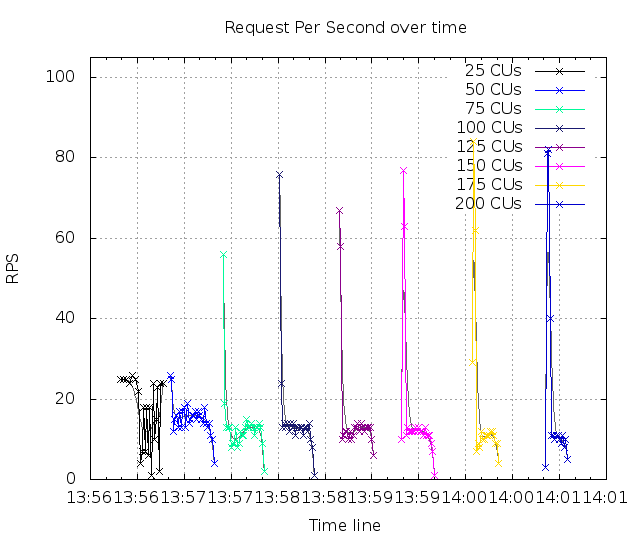 Request Per Second over time
100
80
60
40
20
0
RPS
25 CUs
50 CUs
75 CUs
100 CUs
125 CUs
150 CUs
175 CUs
200 CUs
13:56 13:56 13:57 13:57 13:58 13:58 13:59 13:59 14:00 14:00 14:01 14:01
Time line